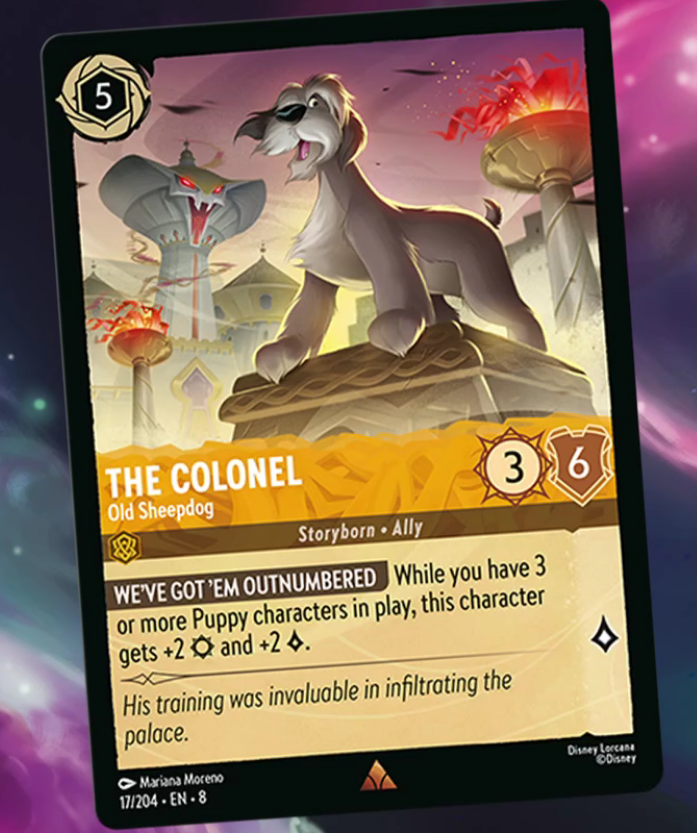 5
THE COLONEL
Old Sheepdog
3
6
Storyborn • Ally
WE'VE GOT 'EM OUTNUMBERED While you have 3
or more Puppy characters in play, this character
gets +2 and +2 .
His training was invaluable in infiltrating the
palace.
Mariana Moreno
17/204 • EN • 8
Disney Lorcana
©Disney